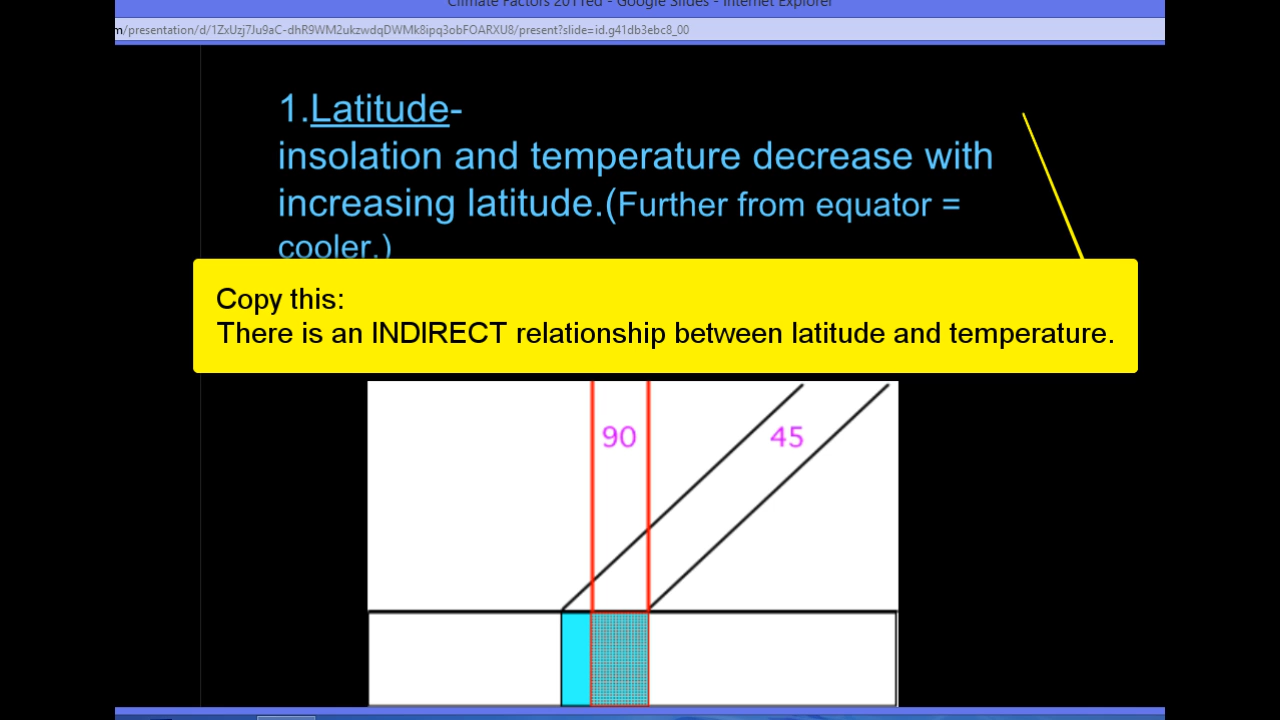 Climate Factors 2011red - Google Slides - Internet Explorer
m/presentation/d/1ZxUzj7Ju9aC-dhR9WM2ukzwdqDWMk8ipq3obFOARXU8/present?slide=id.g41db3ebc8_00
1.Latitude-
insolation and temperature decrease with
increasing latitude.(Further from equator =
cooler.)
Copy this:
There is an INDIRECT relationship between latitude and temperature.
90
45